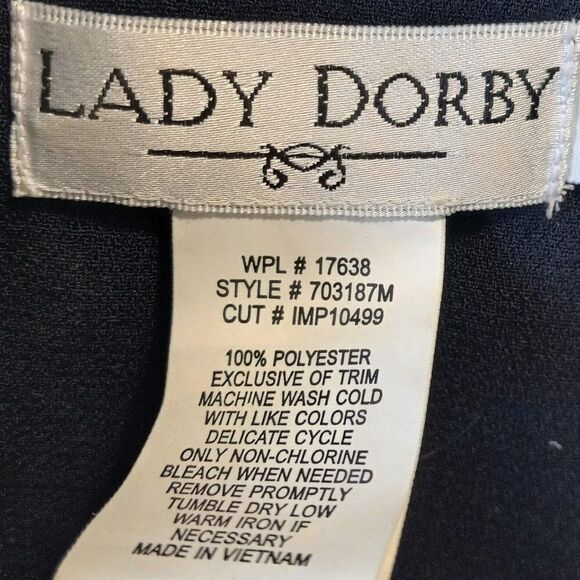 LADY DORBY
WPL # 17638
STYLE # 703187M
CUT # IMP10499
100% POLYESTER
EXCLUSIVE OF TRIM
MACHINE WASH COLD
WITH LIKE COLORS
DELICATE CYCLE
ONLY NON-CHLORINE
BLEACH WHEN NEEDED
REMOVE PROMPTLY
TUMBLE DRY LOW
WARM IRON IF
NECESSARY
MADE IN VIETNAM